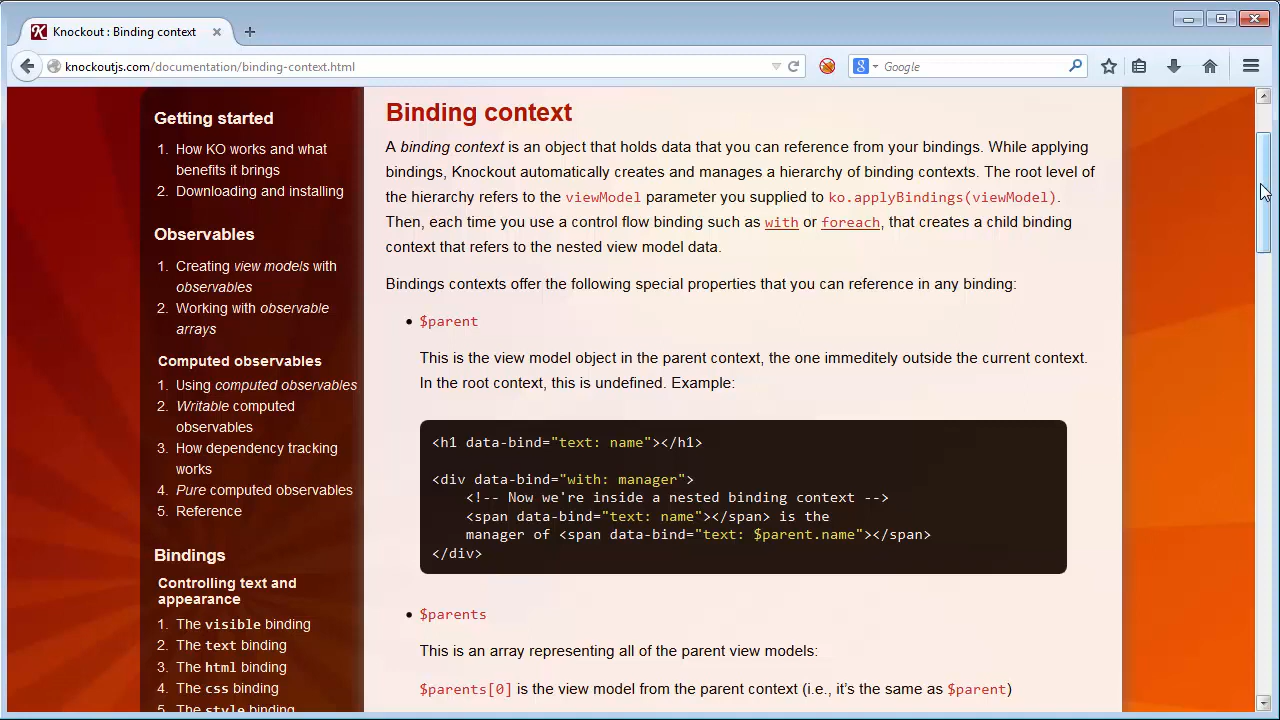 Knockout : Binding context
knockoutjs.com/documentation/binding-context.html
Google
Getting started
1. How KO works and what
benefits it brings
2. Downloading and installing
Observables
1. Creating view models with
observables
2. Working with observable
arrays
Computed observables
1. Using computed observables
2. Writable computed
observables
3. How dependency tracking
works
4. Pure computed observables
5. Reference
Bindings
Controlling text and
appearance
1. The visible binding
2. The text binding
3. The html binding
4. The css binding
5. The style binding
Binding context
A binding context is an object that holds data that you can reference from your bindings. While applying
bindings, Knockout automatically creates and manages a hierarchy of binding contexts. The root level of
the hierarchy refers to the viewModel parameter you supplied to ko.applyBindings(viewModel).
Then, each time you use a control flow binding such as with or foreach, that creates a child binding
context that refers to the nested view model data.
Bindings contexts offer the following special properties that you can reference in any binding:
• $parent
This is the view model object in the parent context, the one immeditely outside the current context.
In the root context, this is undefined. Example:
<h1 data-bind="text: name"></h1>
<div data-bind="with: manager">
<!-- Now we're inside a nested binding context -->
<span data-bind="text: name"></span> is the
manager of <span data-bind="text: $parent.name"></span>
</div>
• $parents
This is an array representing all of the parent view models:
$parents[0] is the view model from the parent context (i.e., it's the same as $parent)